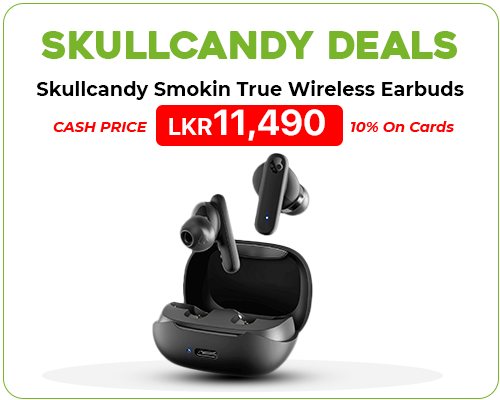 SKULLCANDY DEALS
Skullcandy Smokin True Wireless Earbuds
CASH PRICE LKR11,490 10% On Cards